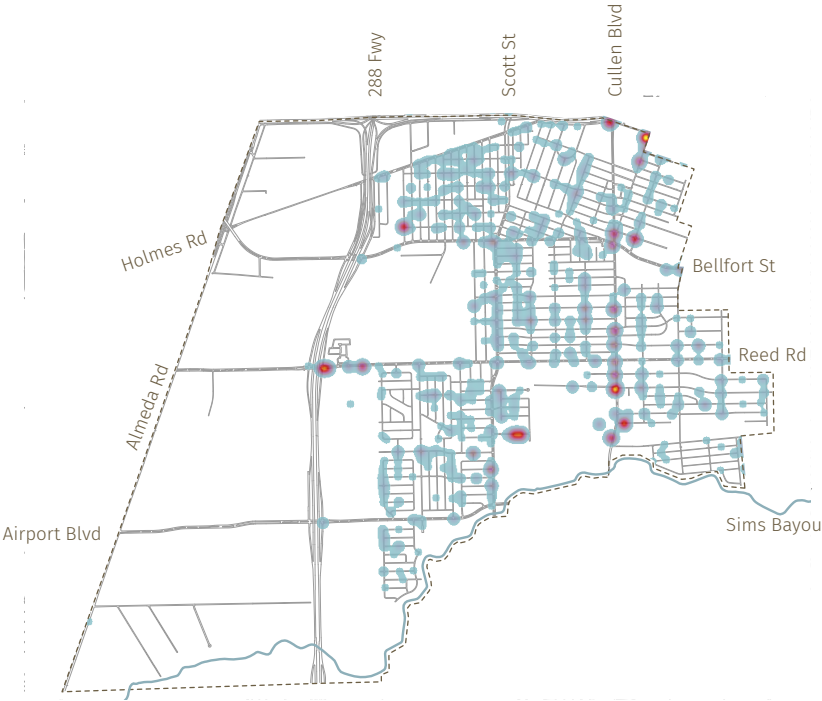 288 Fwy
Scott St
Cullen Blvd
Holmes Rd
Bellfort St
Reed Rd
Almeda Rd
Airport Blvd
Sims Bayou